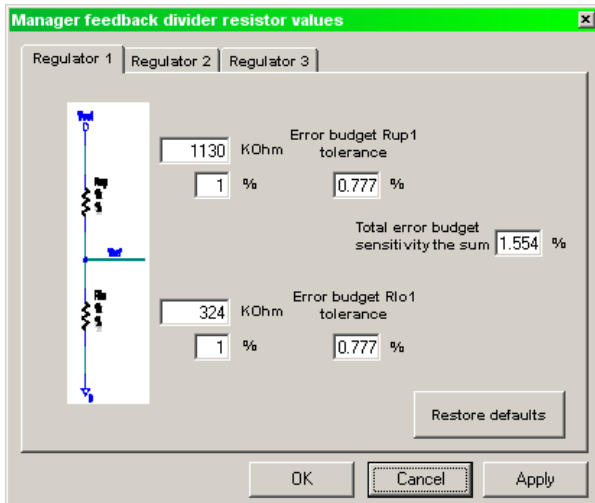 Manager feedback divider resistor values
Regulator 1 Regulator 2 Regulator 3
Error budget Rup1
tolerance
1130 KOhm
1 % 0.777 %
Total error budget
sensitivity the sum 1.554 %
Error budget Rlo1
tolerance
324 KOhm
1 % 0.777 %
Restore defaults
OK Cancel Apply